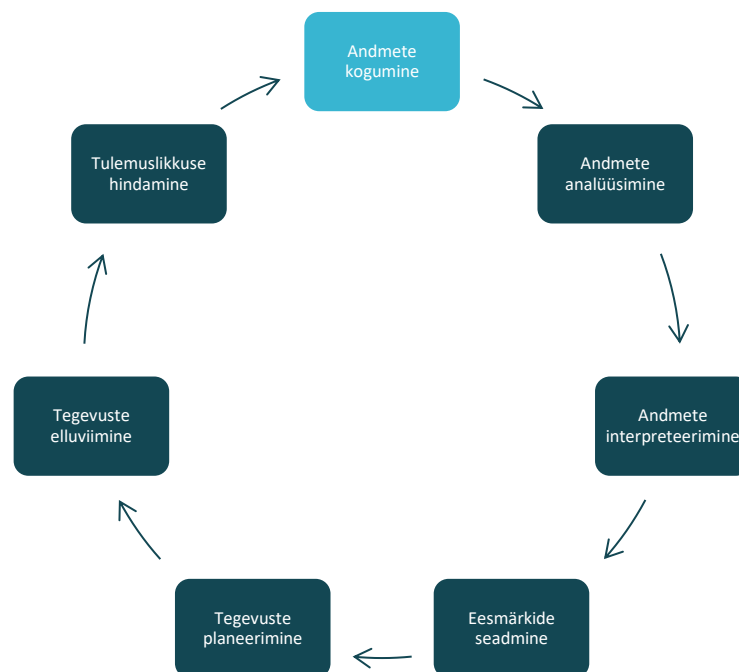 Andmete
kogumine
Andmete
analüüsimine
Andmete
interpreteerimine
Eesmärkide
seadmine
Tegevuste
planeerimine
Tegevuste
elluviimine
Tulemuslikkuse
hindamine